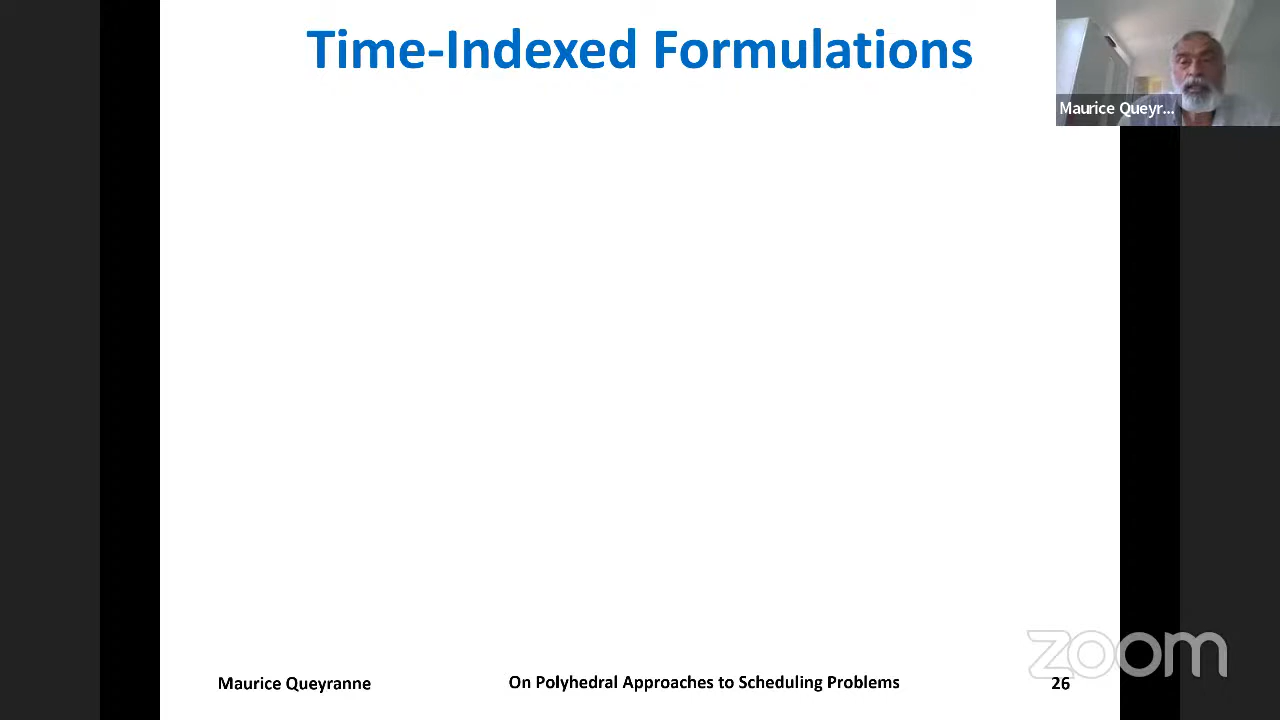 Time-Indexed Formulations
Maurice Queyr...
zoom
Maurice Queyranne
On Polyhedral Approaches to Scheduling Problems
26